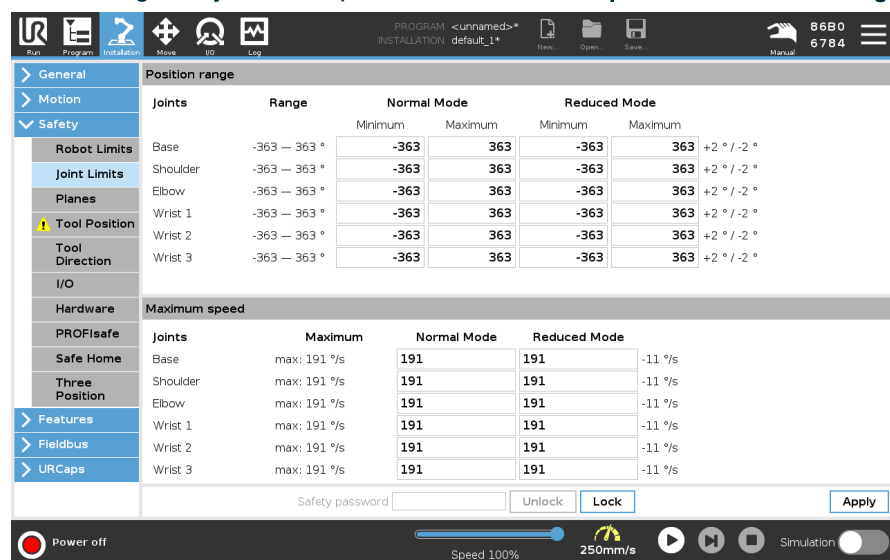 PROGRAM <unnamed>*
INSTALLATION default_1*
Run Program Installation Move I/O Log New... Open... Save... Manual
86B0
6784
General
Motion
Safety
Robot Limits
Joint Limits
Planes
Tool Position
Tool
Direction
I/O
Hardware
PROFIsafe
Safe Home
Three
Position
Features
Fieldbus
URCaps
Position range
Joints Range Normal Mode Reduced Mode
Minimum Maximum Minimum Maximum
Base -363 — 363 ° -363 363 -363 363 +2 ° / -2 °
Shoulder -363 — 363 ° -363 363 -363 363 +2 ° / -2 °
Elbow -363 — 363 ° -363 363 -363 363 +2 ° / -2 °
Wrist 1 -363 — 363 ° -363 363 -363 363 +2 ° / -2 °
Wrist 2 -363 — 363 ° -363 363 -363 363 +2 ° / -2 °
Wrist 3 -363 — 363 ° -363 363 -363 363 +2 ° / -2 °
Maximum speed
Joints Maximum Normal Mode Reduced Mode
Base max: 191 °/s 191 191 -11 °/s
Shoulder max: 191 °/s 191 191 -11 °/s
Elbow max: 191 °/s 191 191 -11 °/s
Wrist 1 max: 191 °/s 191 191 -11 °/s
Wrist 2 max: 191 °/s 191 191 -11 °/s
Wrist 3 max: 191 °/s 191 191 -11 °/s
Safety password Unlock Lock Apply
Power off Speed 100% 250mm/s Simulation